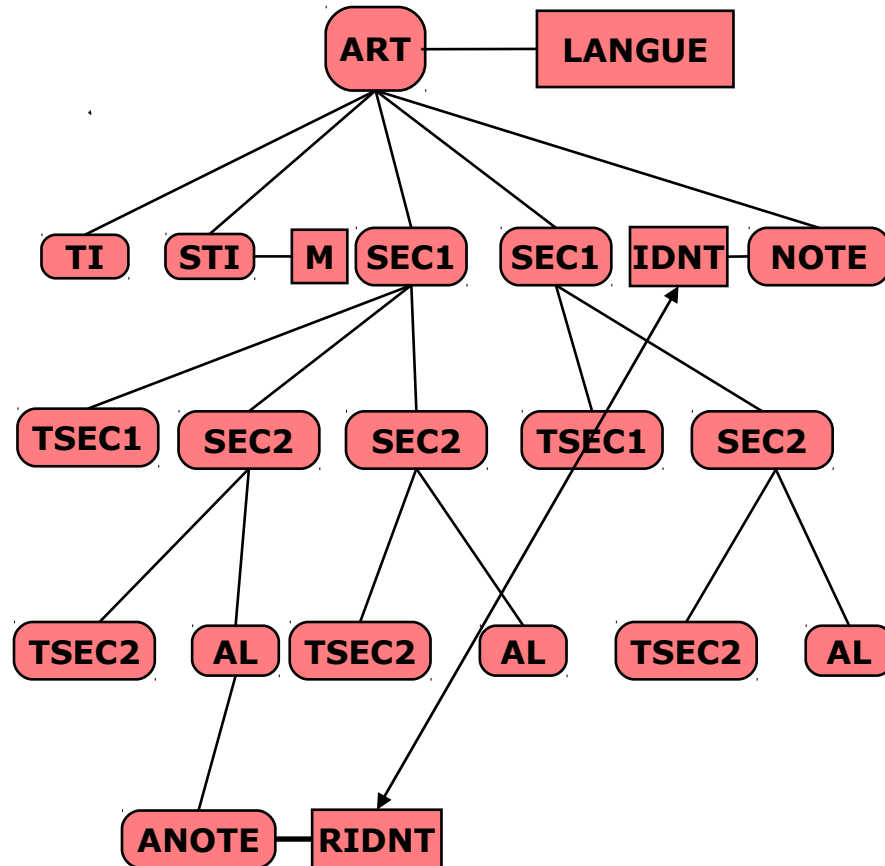 ART LANGUE
TI STI M SEC1 SEC1 IDNT NOTE
TSEC1 SEC2 SEC2 TSEC1 SEC2
TSEC2 AL TSEC2 AL TSEC2 AL
ANOTE RIDNT